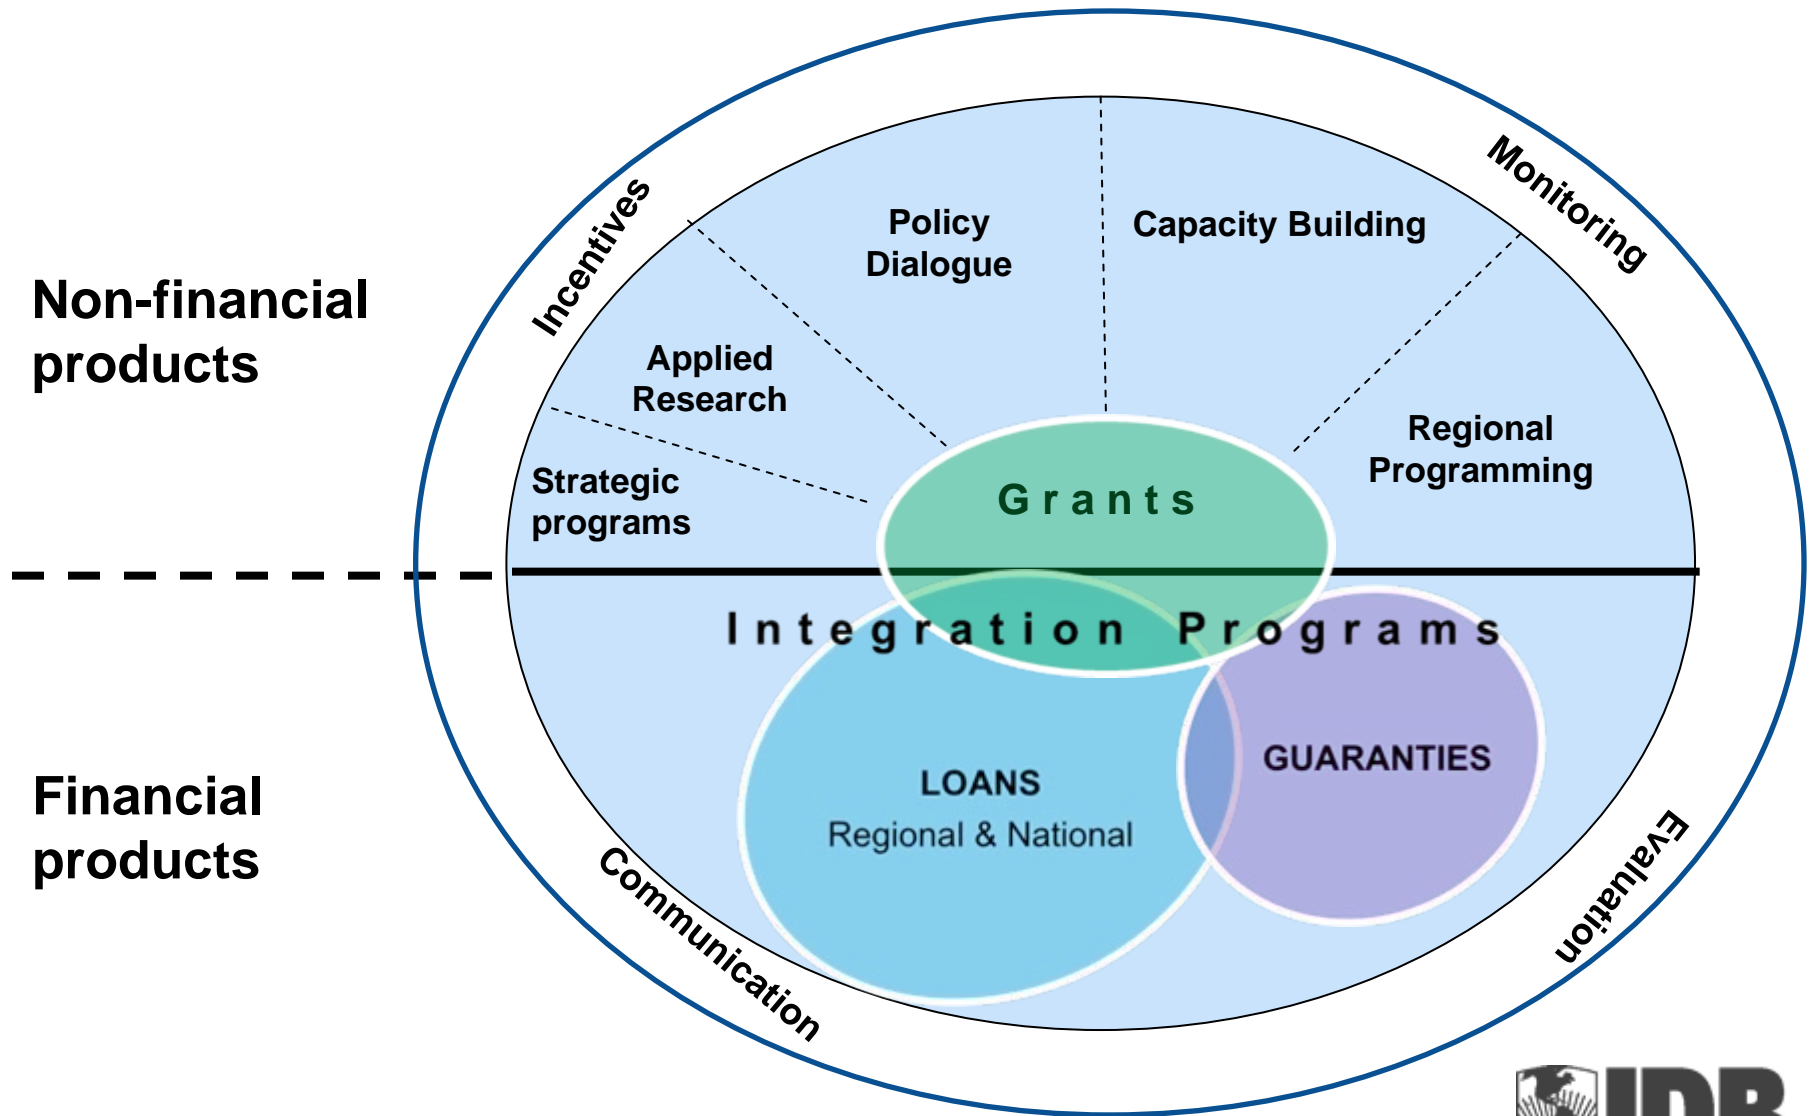 Incentives
Monitoring
Policy
Dialogue
Capacity Building
Non-financial
products
Applied
Research
Regional
Programming
Strategic
programs
Grants
Integration Programs
LOANS
Regional & National
GUARANTIES
Financial
products
Communication
Evaluation
IDB